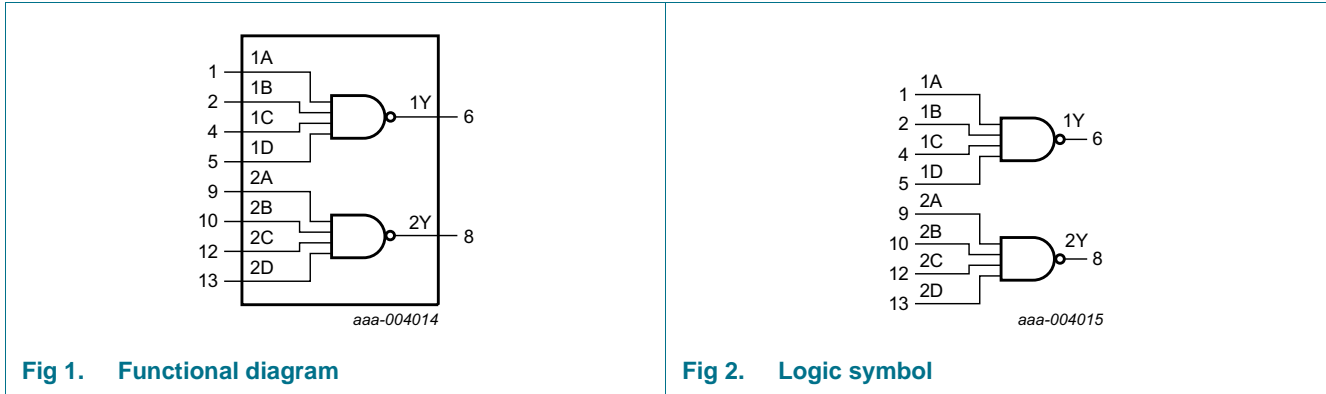 1A
1
1B
2
1C
4
1D
5
1Y
6
2A
9
2B
10
2C
12
2D
13
2Y
8
aaa-004014
Fig 1. Functional diagram
1A
1
1B
2
1C
4
1D
5
1Y
6
2A
9
2B
10
2C
12
2D
13
2Y
8
aaa-004015
Fig 2. Logic symbol